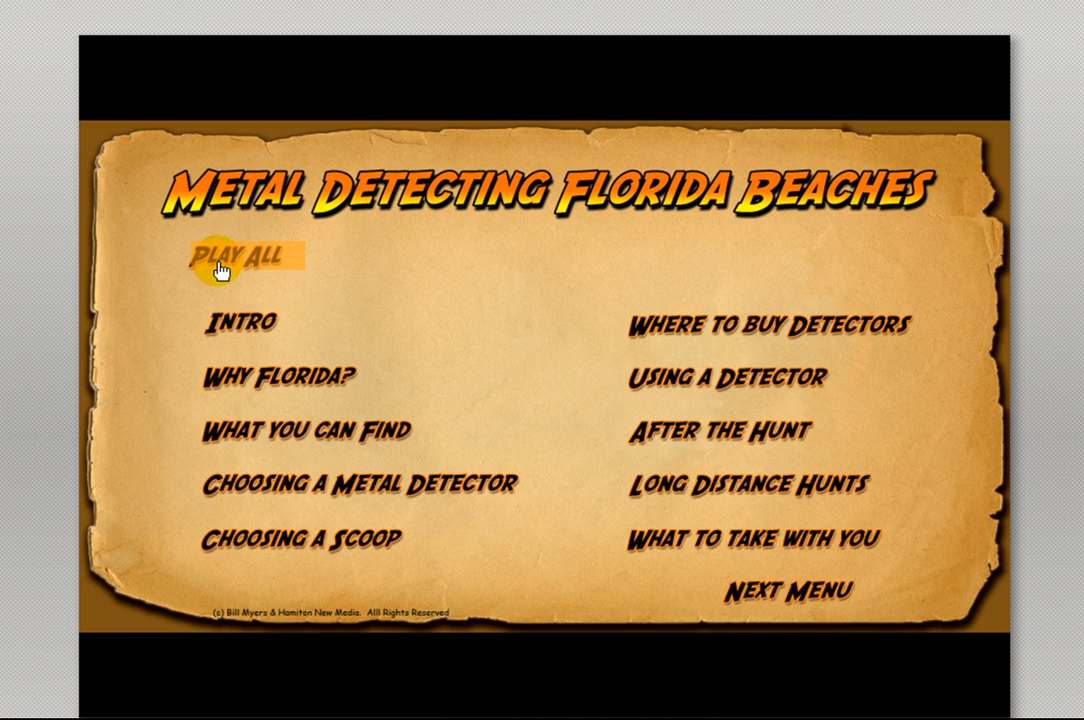 Metal Detecting Florida Beaches
Play All
Intro
Why Florida?
What you can Find
Choosing a Metal Detector
Choosing a Scoop
Where to buy Detectors
Using a Detector
After the Hunt
Long Distance Hunts
What to take with you
Next Menu
(c) Bill Myers & Hamiton New Media. Alll Rights Reserved